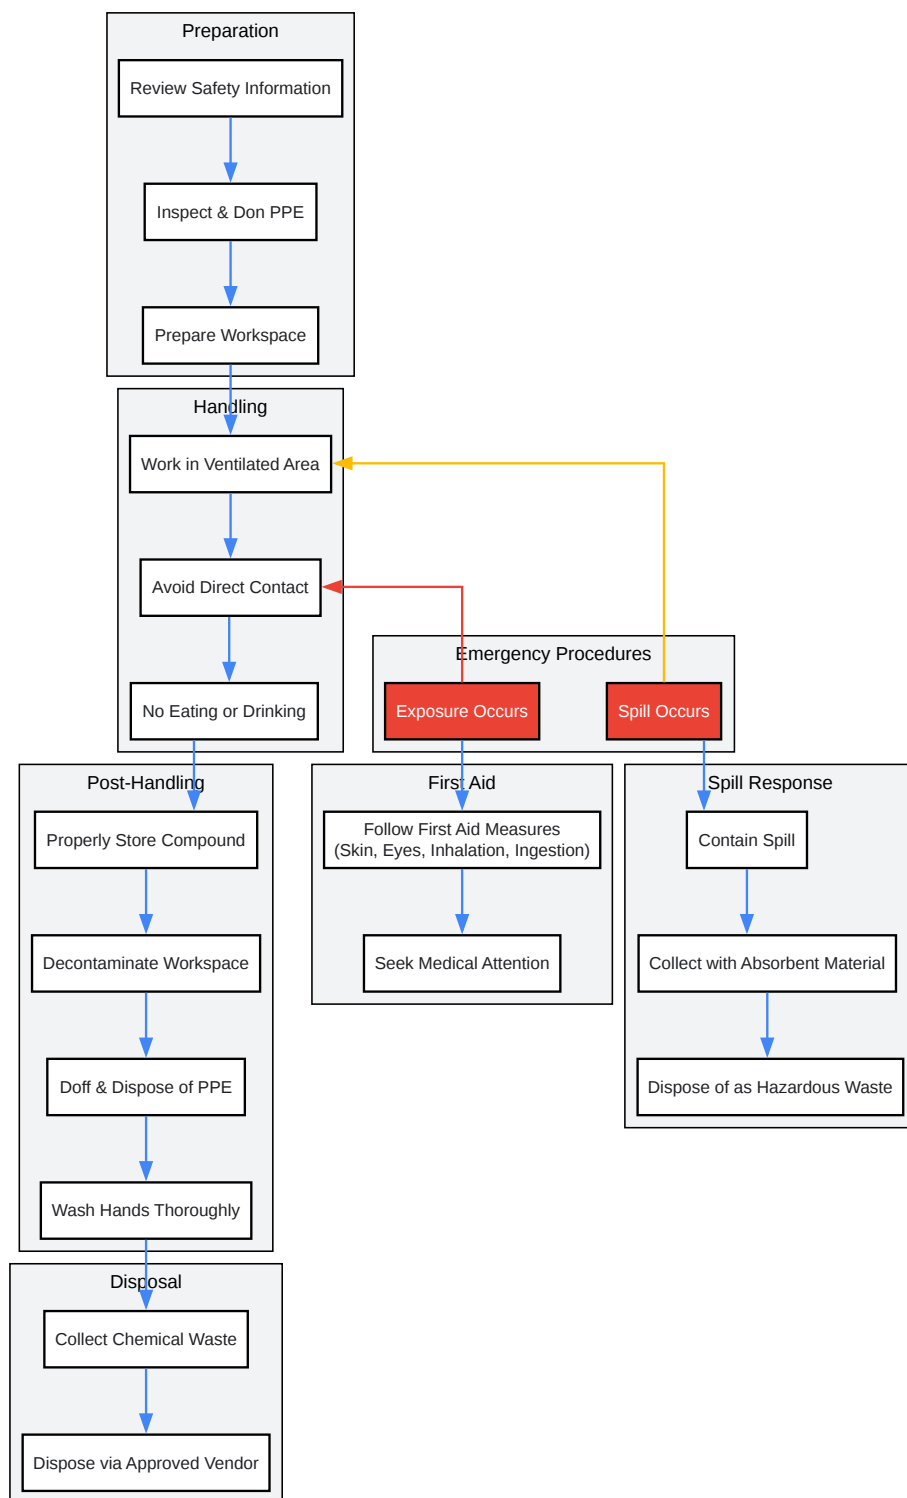 Preparation
Review Safety Information
Inspect & Don PPE
Prepare Workspace
Handling
Work in Ventilated Area
Avoid Direct Contact
No Eating or Drinking
Emergency Procedures
Exposure Occurs
Spill Occurs
Post-Handling
Properly Store Compound
Decontaminate Workspace
Doff & Dispose of PPE
Wash Hands Thoroughly
First Aid
Follow First Aid Measures
(Skin, Eyes, Inhalation, Ingestion)
Seek Medical Attention
Spill Response
Contain Spill
Collect with Absorbent Material
Dispose of as Hazardous Waste
Disposal
Collect Chemical Waste
Dispose via Approved Vendor